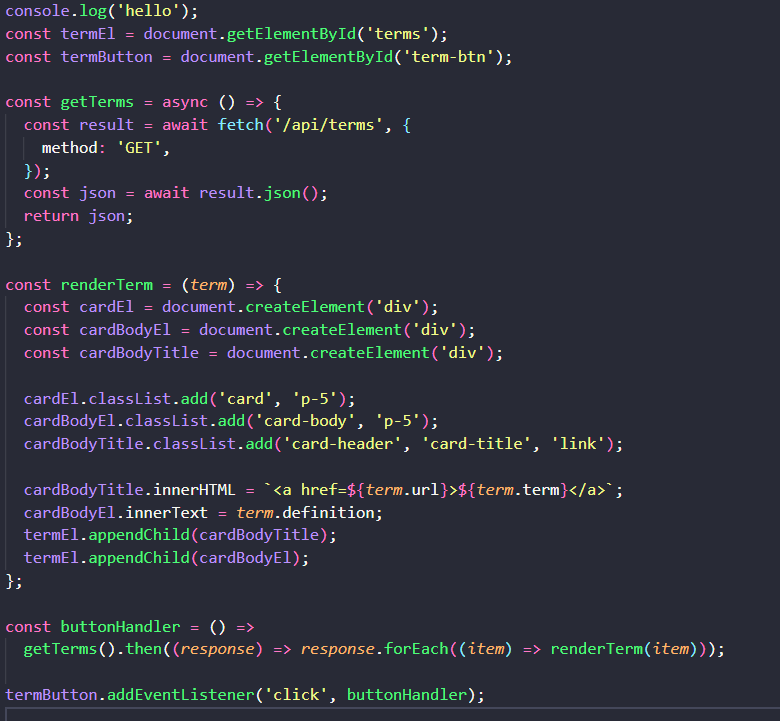 console.log('hello');
const termEl = document.getElementById('terms');
const termButton = document.getElementById('term-btn');
const getTerms = async () => {
const result = await fetch('/api/terms', {
method: 'GET',
});
const json = await result.json();
return json;
};
const renderTerm = (term) => {
const cardEl = document.createElement('div');
const cardBodyEl = document.createElement('div');
const cardBodyTitle = document.createElement('div');
cardEl.classList.add('card', 'p-5');
cardBodyEl.classList.add('card-body', 'p-5');
cardBodyTitle.classList.add('card-header', 'card-title', 'link');
cardBodyTitle.innerHTML = `<a href=${term.url}>${term.term}</a>`;
cardBodyEl.innerText = term.definition;
termEl.appendChild(cardBodyTitle);
termEl.appendChild(cardBodyEl);
};
const buttonHandler = () =>
getTerms().then((response) => response.forEach((item) => renderTerm(item)));
termButton.addEventListener('click', buttonHandler);